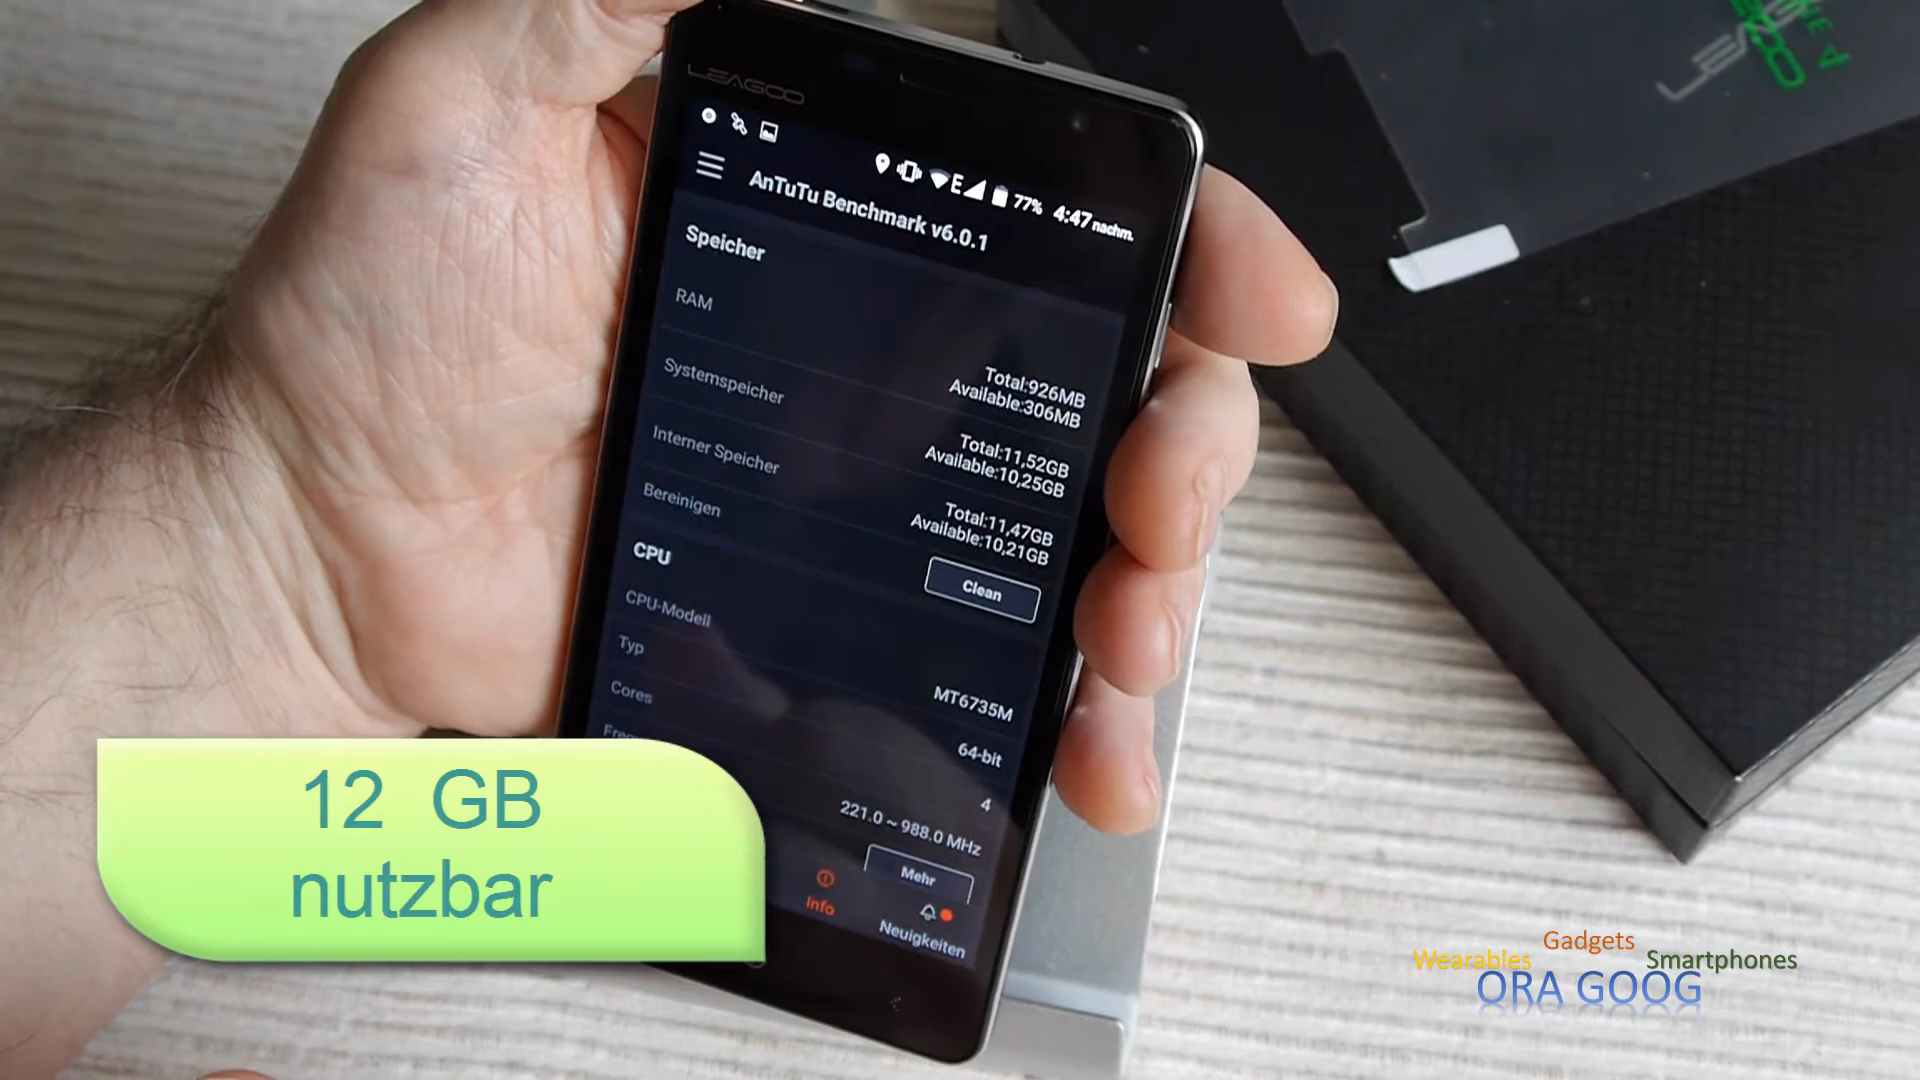 LEAGOO
E 77% 4:47 nachm.
AnTuTu Benchmark v6.0.1
Speicher
RAM
Total:926MB
Available:306MB
Systemspeicher
Total:11,52GB
Available:10,25GB
Interner Speicher
Total:11,47GB
Available:10,21GB
Bereinigen
Clean
CPU
CPU-Modell
MT6735M
Typ
64-bit
Cores
4
221.0 ~ 988.0 MHz
Mehr
Info
Neuigkeiten
12 GB
nutzbar
Gadgets
Wearables Smartphones
ORA GOOG